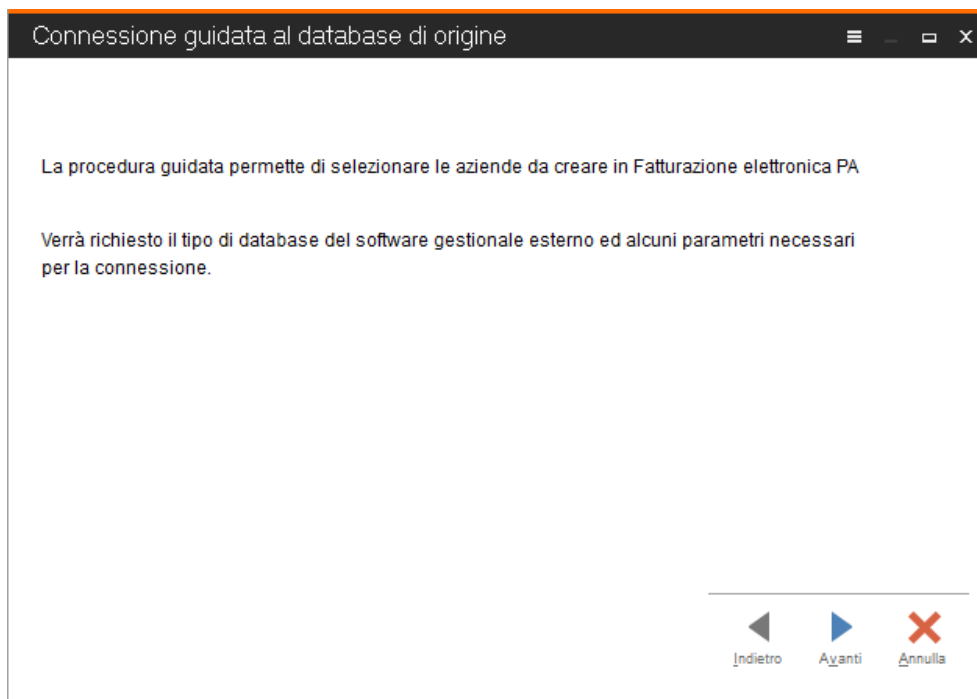 Connessione guidata al database di origine
La procedura guidata permette di selezionare le aziende da creare in Fatturazione elettronica PA
Verrà richiesto il tipo di database del software gestionale esterno ed alcuni parametri necessari
per la connessione.
Indietro Avanti Annulla